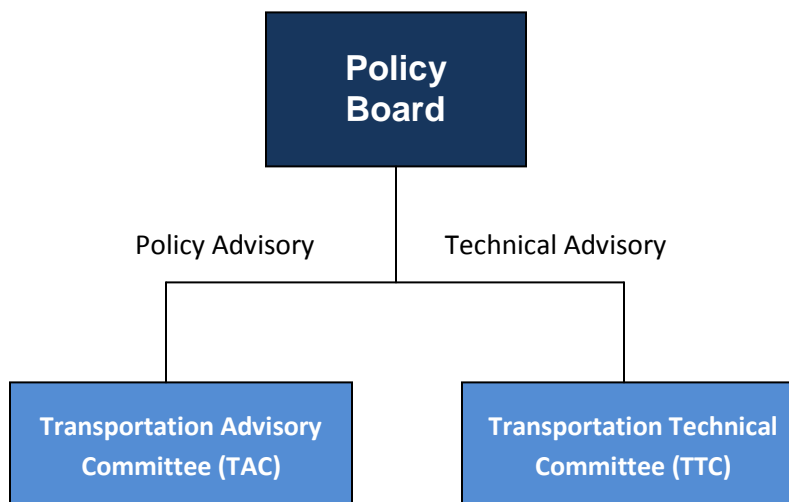 Policy
Board
Policy Advisory
Technical Advisory
Transportation Advisory
Committee (TAC)
Transportation Technical
Committee (TTC)